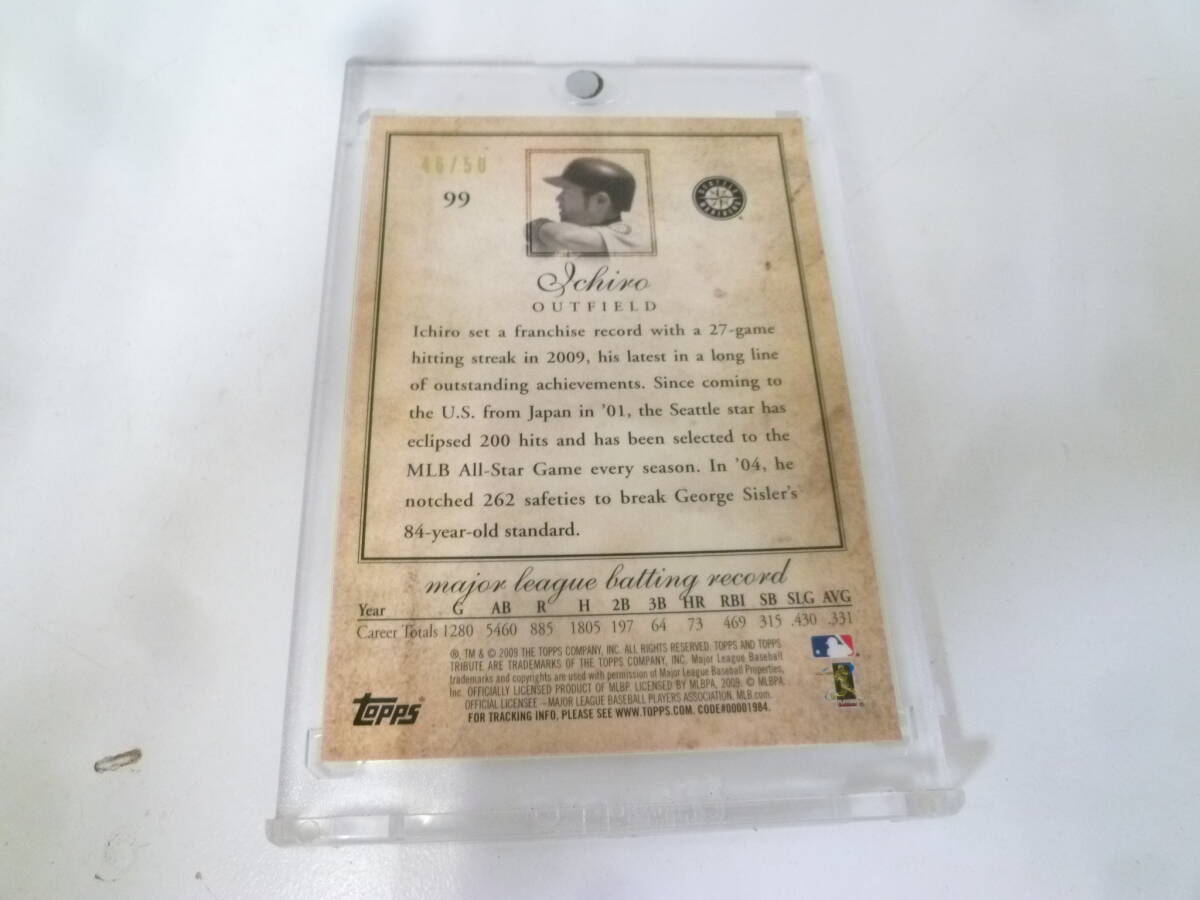 46/50
99
SEATTLE MARINERS
Ichiro
OUTFIELD
Ichiro set a franchise record with a 27-game
hitting streak in 2009, his latest in a long line
of outstanding achievements. Since coming to
the U.S. from Japan in ’01, the Seattle star has
eclipsed 200 hits and has been selected to the
MLB All-Star Game every season. In ’04, he
notched 262 safeties to break George Sisler’s
84-year-old standard.
major league batting record
Year G AB R H 2B 3B HR RBI SB SLG AVG
Career Totals 1280 5460 885 1805 197 64 73 469 315 .430 .331
®, TM & © 2009 THE TOPPS COMPANY, INC. ALL RIGHTS RESERVED. TOPPS AND TOPPS
TRIBUTE ARE TRADEMARKS OF THE TOPPS COMPANY, INC. Major League Baseball
trademarks and copyrights are used with permission of Major League Baseball Properties,
Inc. OFFICIALLY LICENSED PRODUCT OF MLBP. LICENSED BY MLBPA, 2009. © MLBPA
OFFICIAL LICENSEE – MAJOR LEAGUE BASEBALL PLAYERS ASSOCIATION. MLB.com.
FOR TRACKING INFO, PLEASE SEE WWW.TOPPS.COM. CODE#00001984.
topps